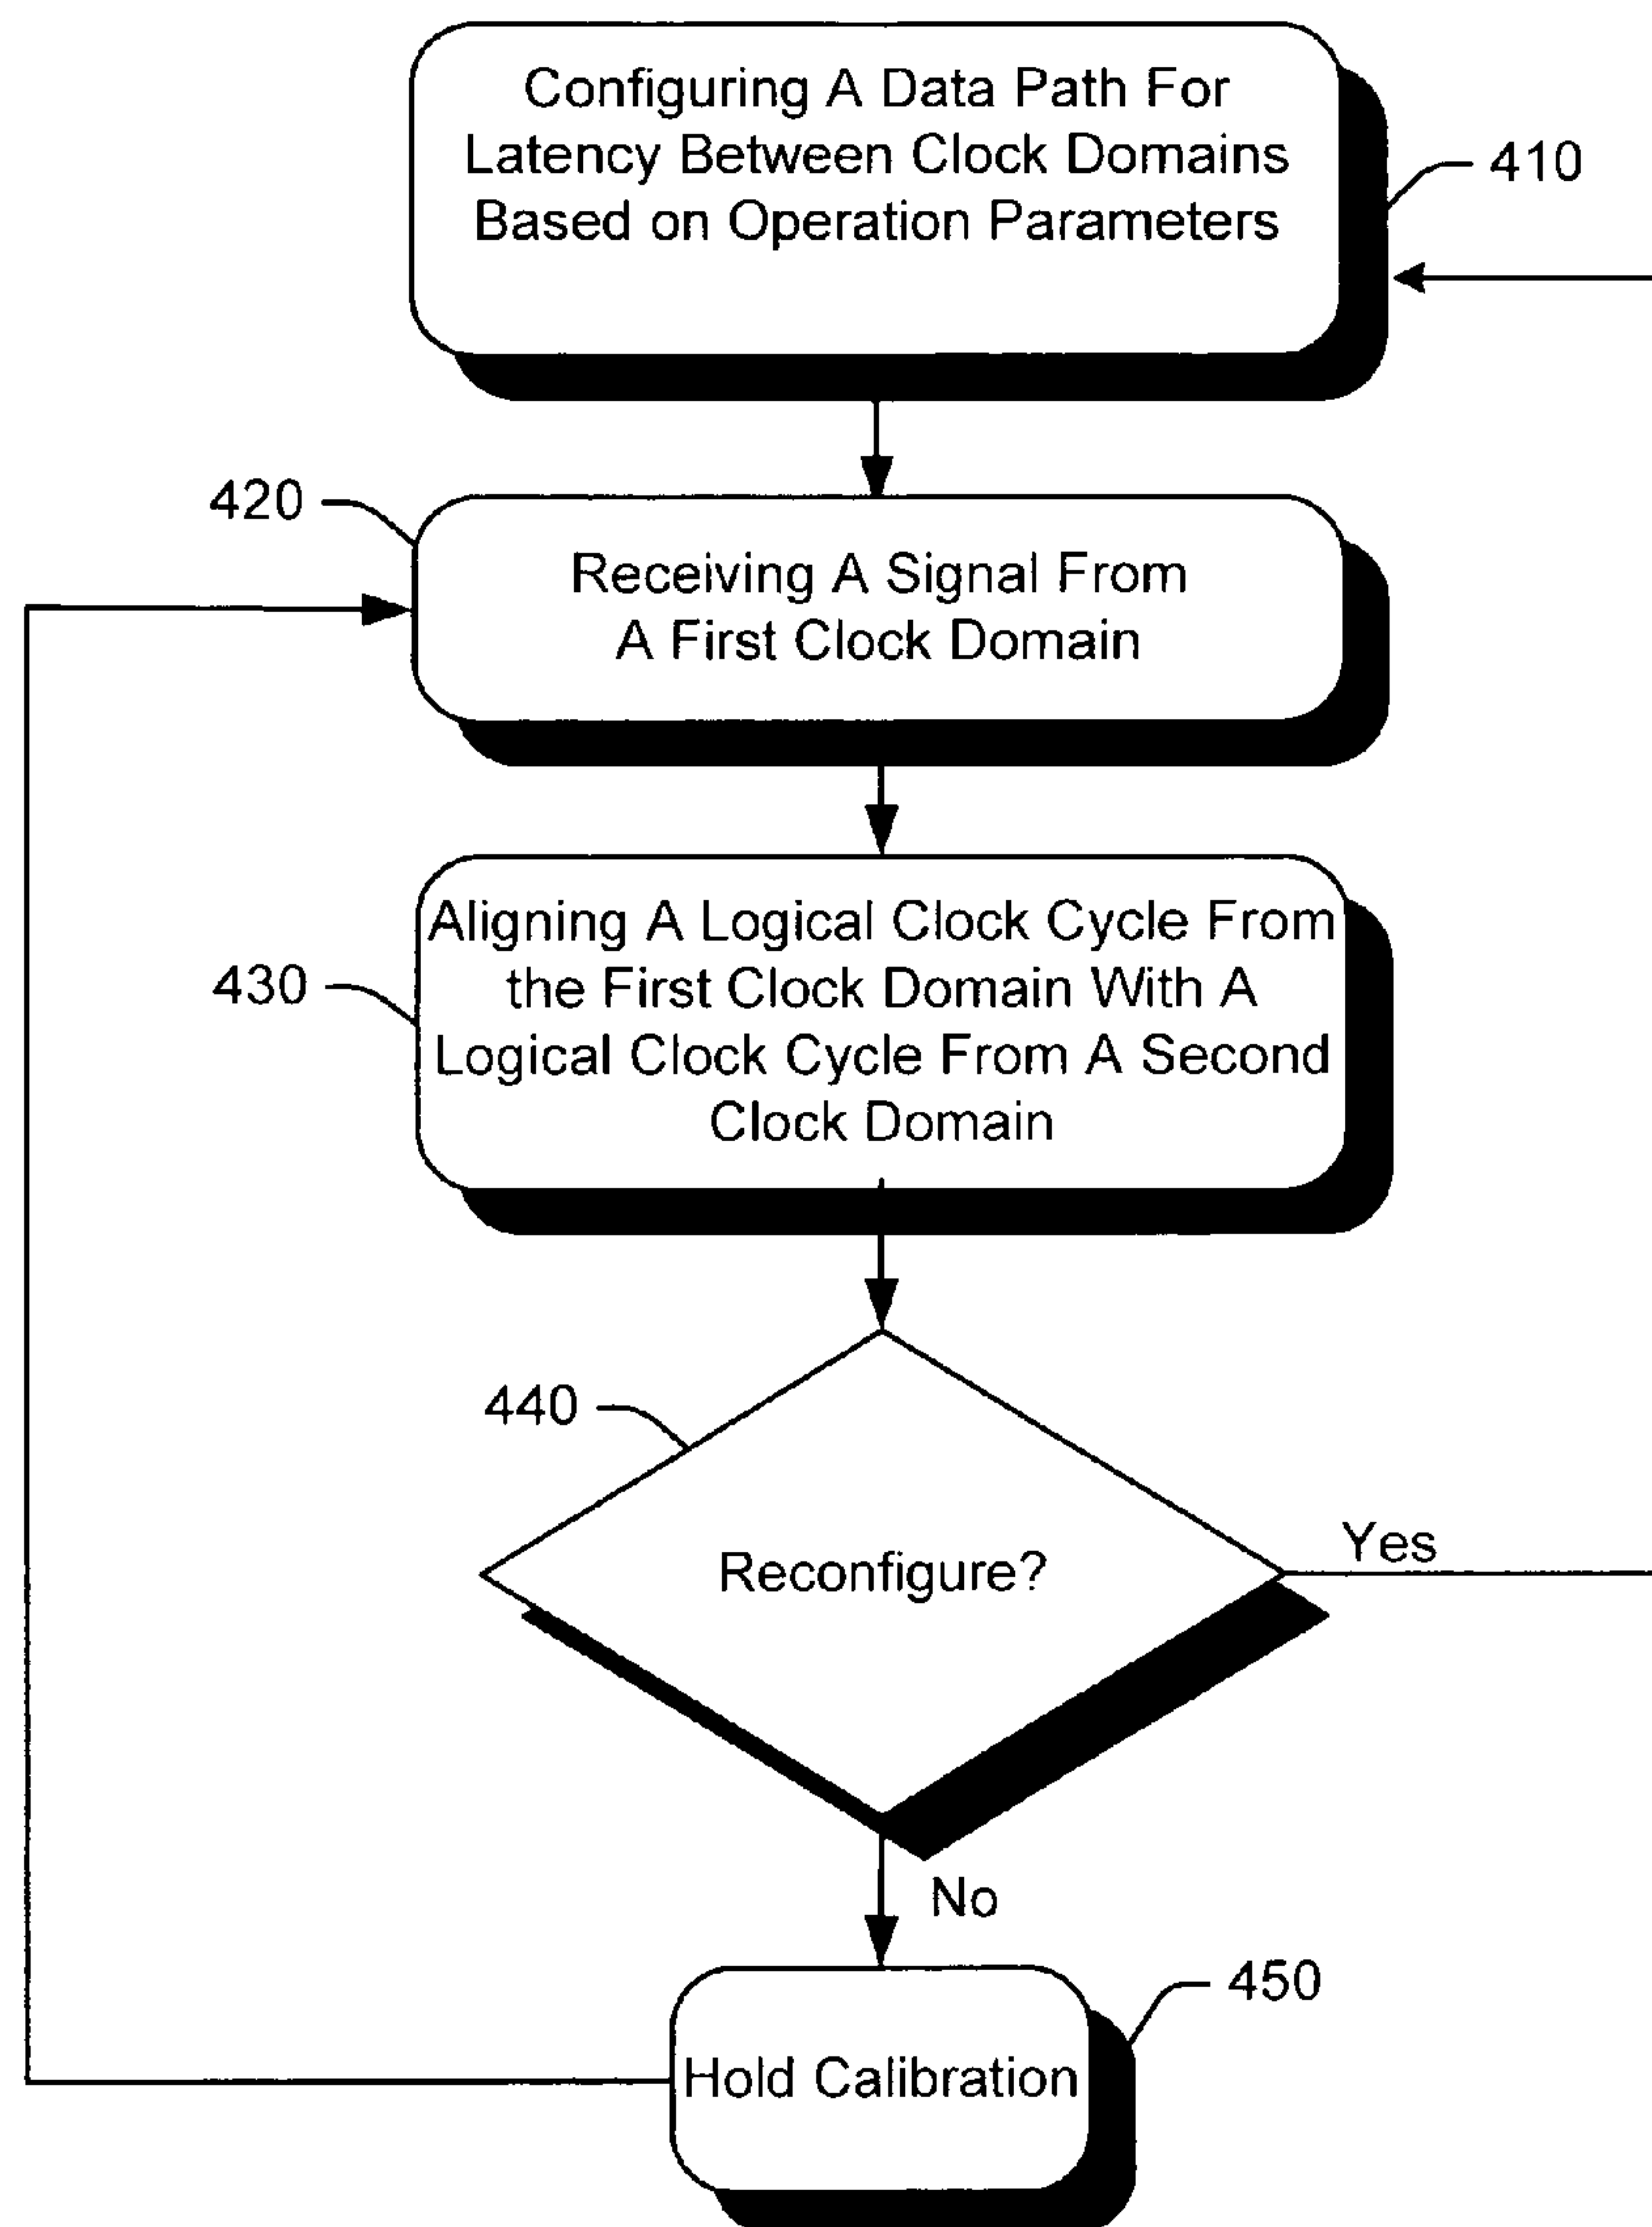 Configuring A Data Path For
Latency Between Clock Domains
Based on Operation Parameters
410
420
Receiving A Signal From
A First Clock Domain
430
Aligning A Logical Clock Cycle From
the First Clock Domain With A
Logical Clock Cycle From A Second
Clock Domain
440
Reconfigure?
Yes
No
450
Hold Calibration